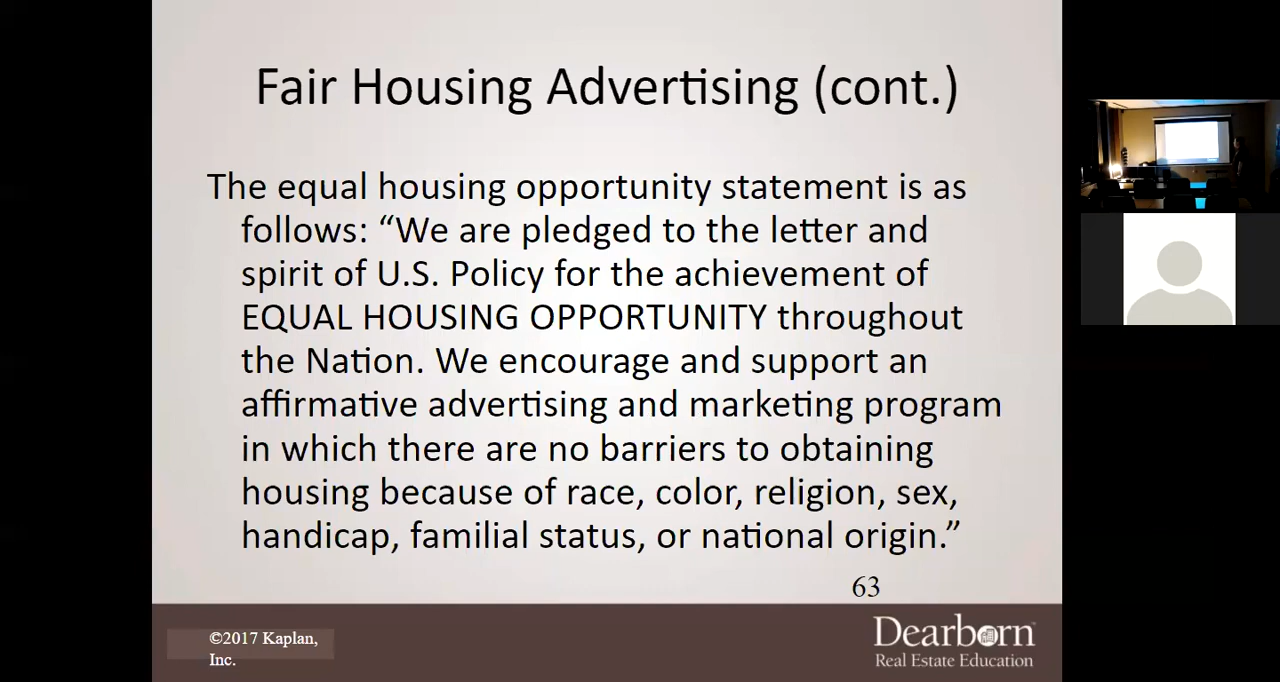 Fair Housing Advertising (cont.)
The equal housing opportunity statement is as
follows: “We are pledged to the letter and
spirit of U.S. Policy for the achievement of
EQUAL HOUSING OPPORTUNITY throughout
the Nation. We encourage and support an
affirmative advertising and marketing program
in which there are no barriers to obtaining
housing because of race, color, religion, sex,
handicap, familial status, or national origin.”
63
©2017 Kaplan,
Inc.
Dearborn™
Real Estate Education